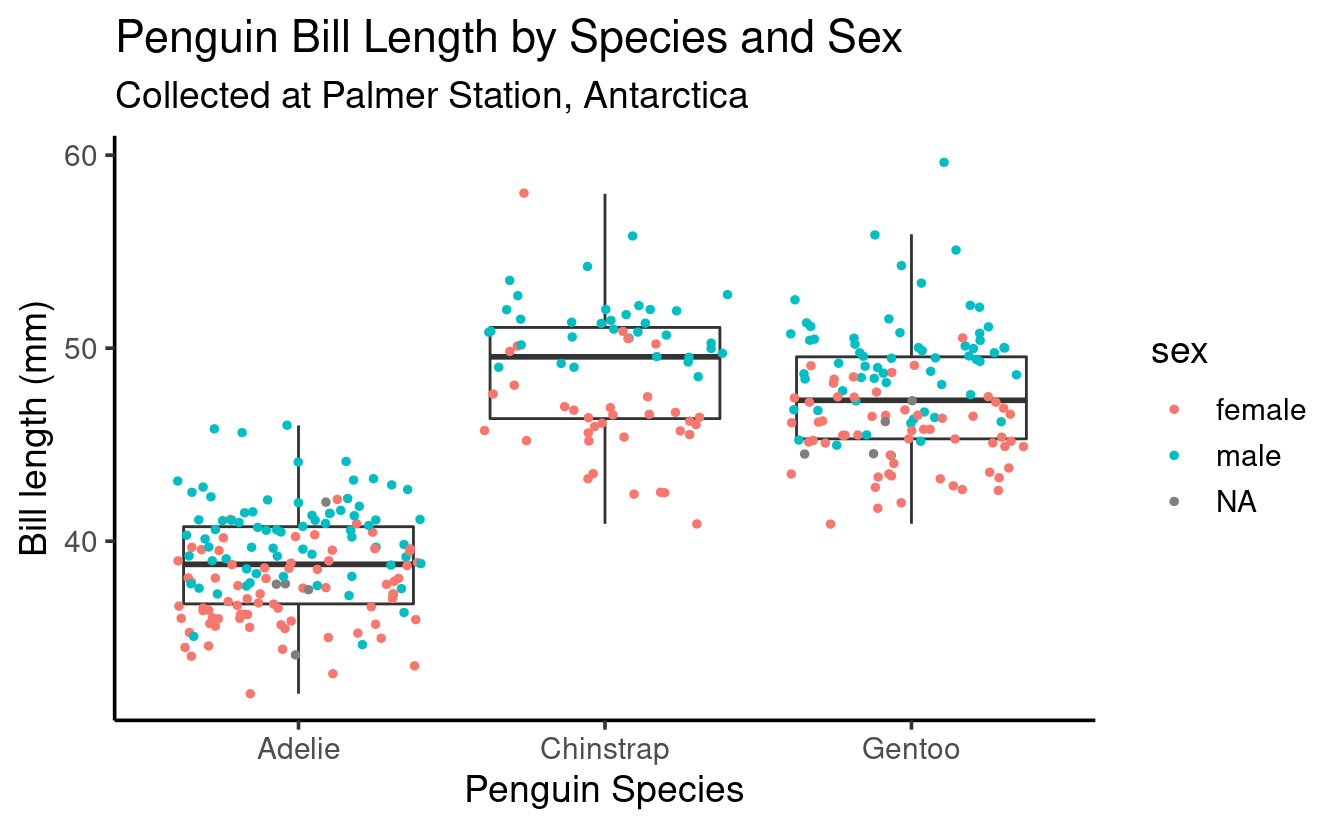 Penguin Bill Length by Species and Sex
Collected at Palmer Station, Antarctica
Bill length (mm)
60
50
40
Adelie
Chinstrap
Gentoo
Penguin Species
sex
female
male
NA